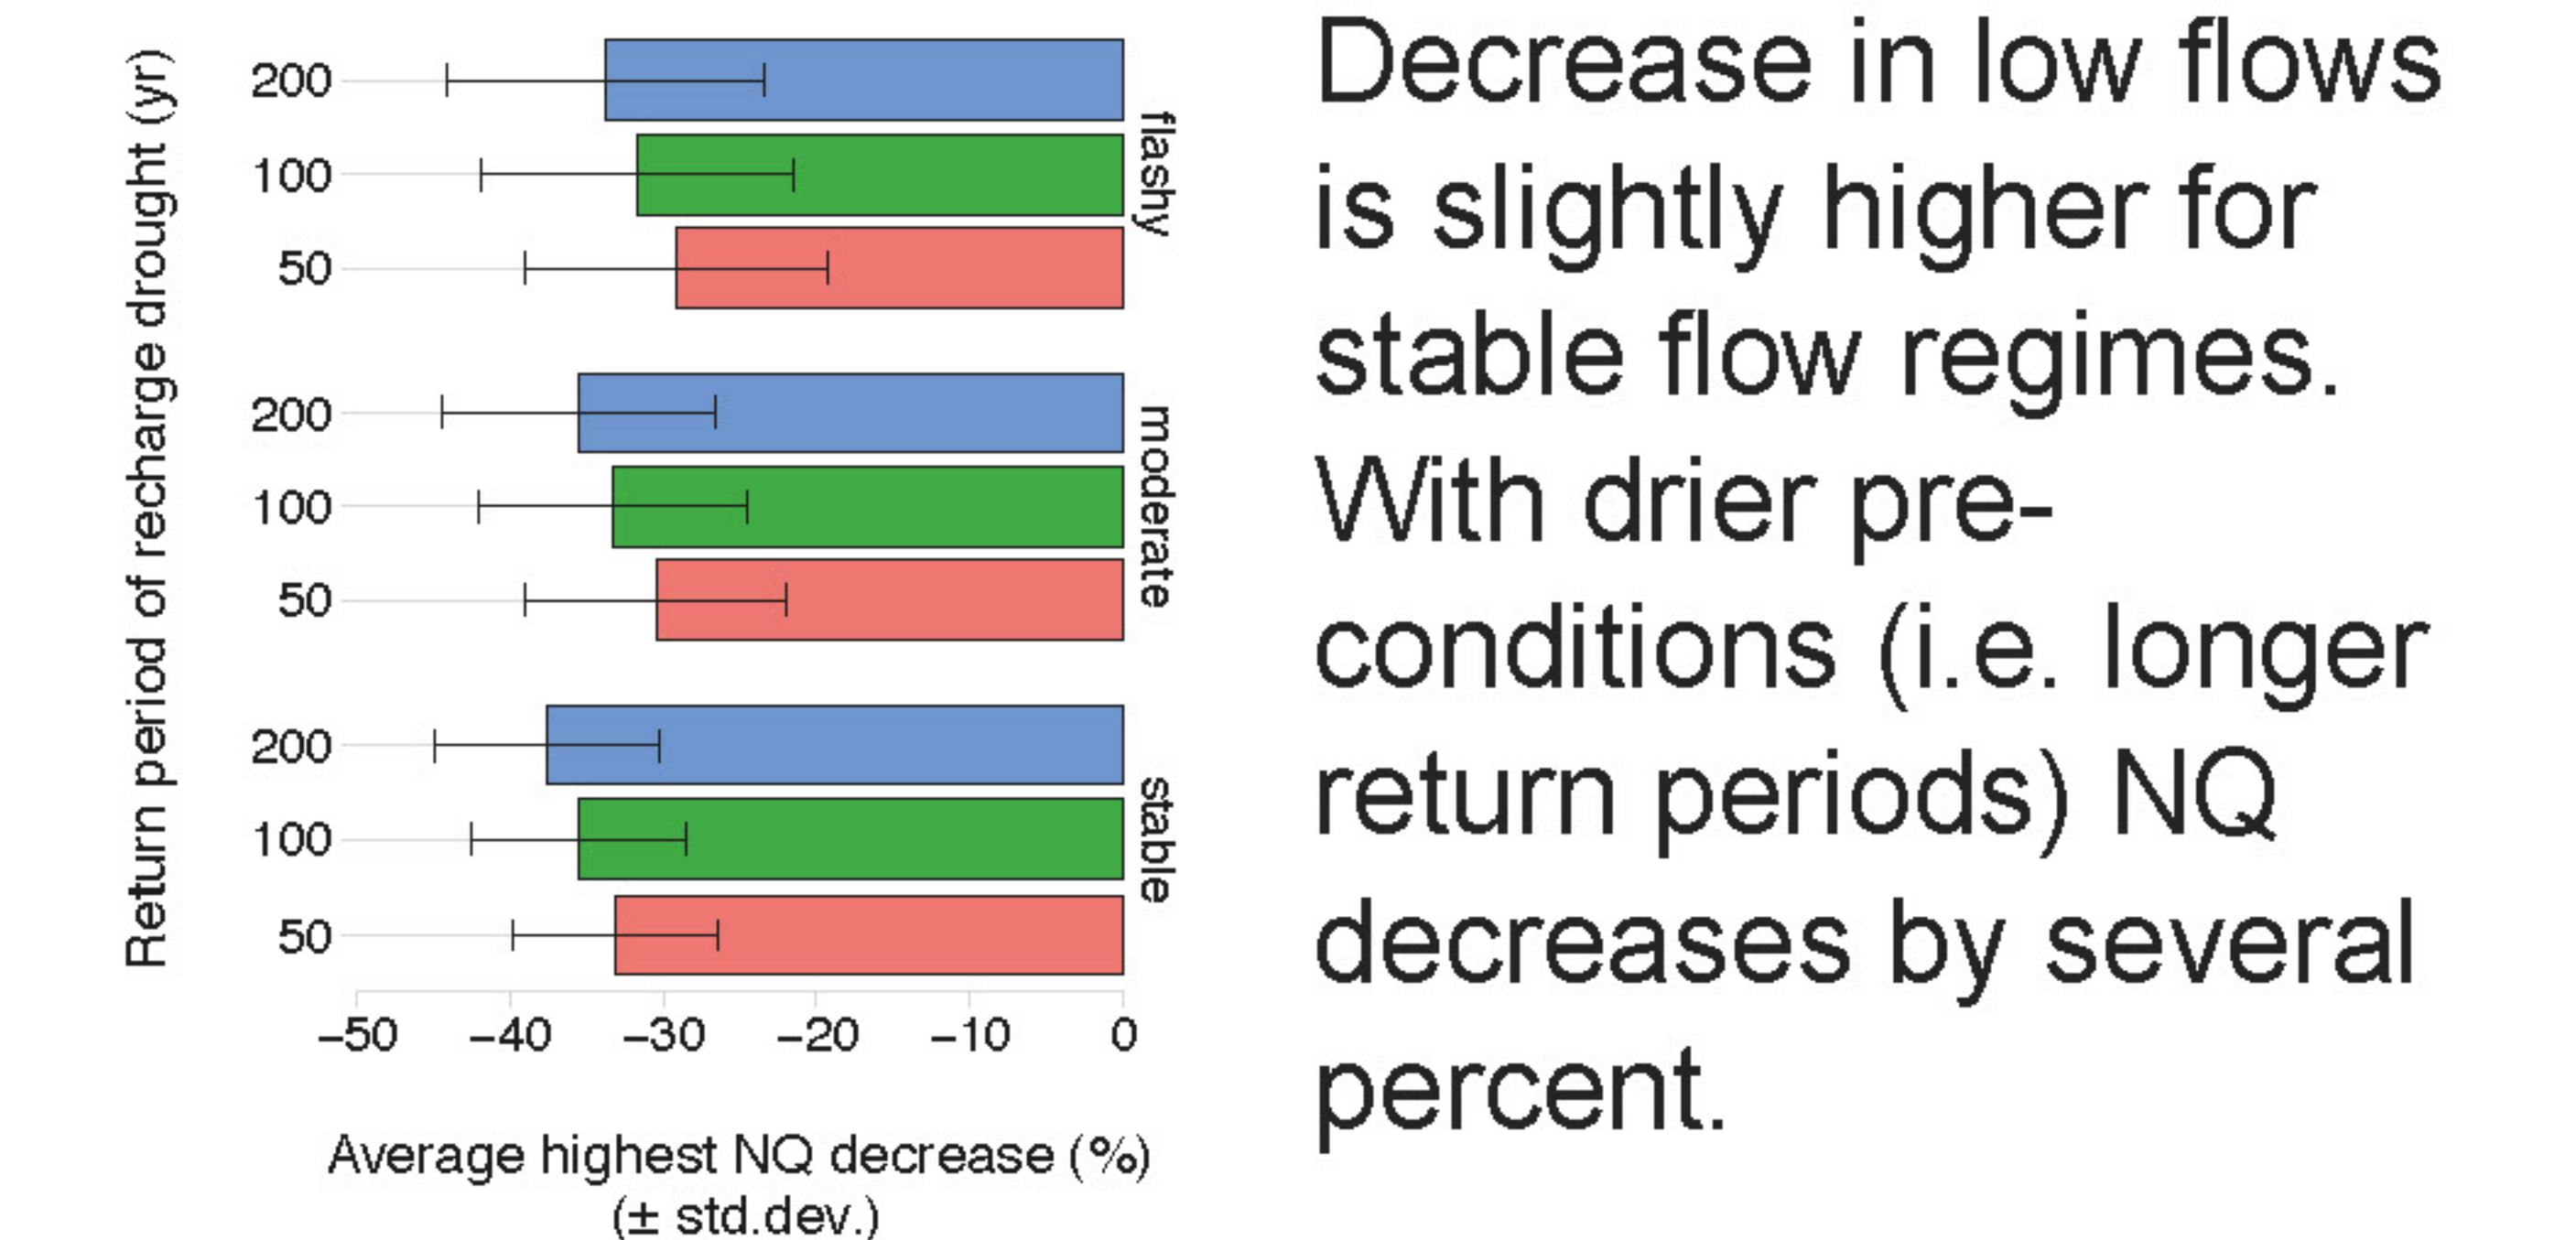 Return period of recharge drought (yr)
200
100
50
flashy
200
100
50
moderate
200
100
50
stable
−50 −40 −30 −20 −10 0
Average highest NQ decrease (%)
(± std.dev.)
Decrease in low flows
is slightly higher for
stable flow regimes.
With drier pre-
conditions (i.e. longer
return periods) NQ
decreases by several
percent.